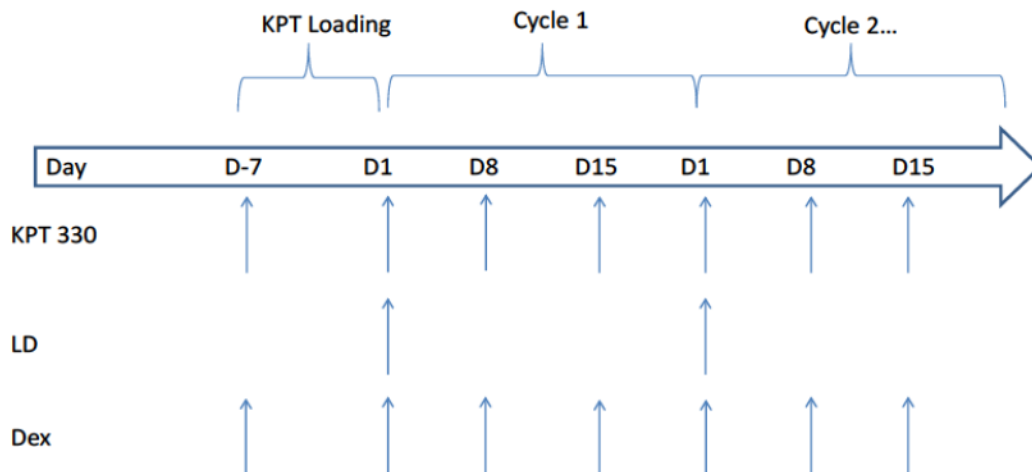 KPT Loading Cycle 1 Cycle 2...
Day D-7 D1 D8 D15 D1 D8 D15
KPT 330
LD
Dex